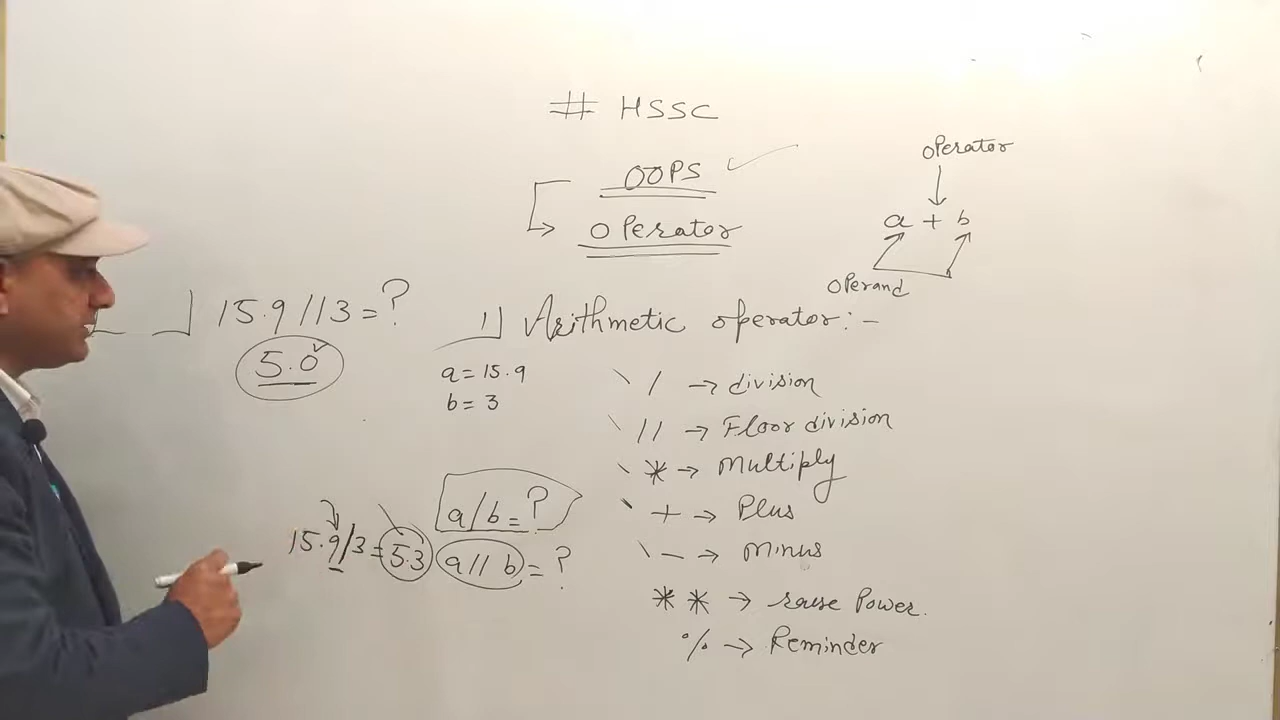 # HSSC
OOPS
operator
operator
a + b
operand
15.9//3 = ?
5.0
1) Arithmetic operator:-
a = 15.9
b = 3
/ → division
// → Floor division
* → Multiply
+ → Plus
- → Minus
** → raise Power.
% → Reminder
a/b = ?
15.9/3 = 5.3
a//b = ?